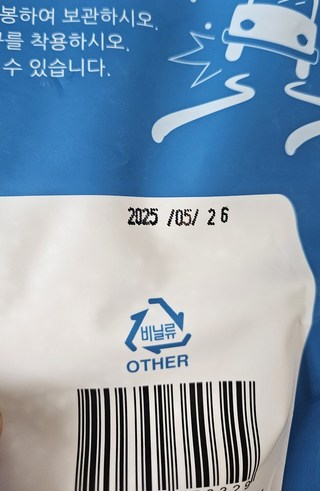 봉하여 보관하시오.
를 착용하시오.
수 있습니다.
2025 /05/ 26
비닐류
OTHER